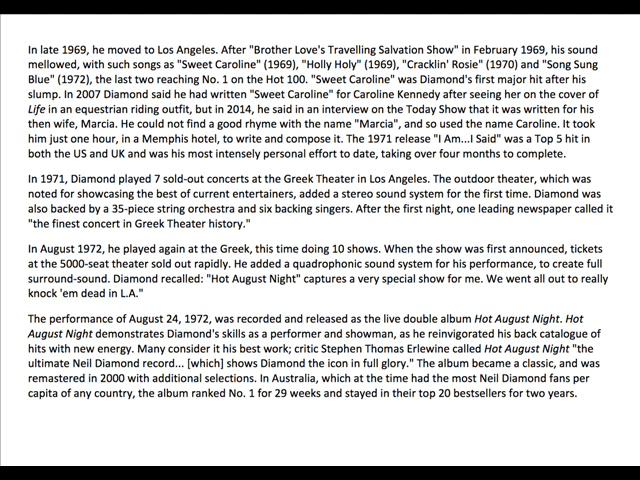 In late 1969, he moved to Los Angeles. After "Brother Love's Travelling Salvation Show" in February 1969, his sound
mellowed, with such songs as "Sweet Caroline" (1969), "Holly Holy" (1969), "Cracklin' Rosie" (1970) and "Song Sung
Blue" (1972), the last two reaching No. 1 on the Hot 100. "Sweet Caroline" was Diamond's first major hit after his
slump. In 2007 Diamond said he had written "Sweet Caroline" for Caroline Kennedy after seeing her on the cover of
Life in an equestrian riding outfit, but in 2014, he said in an interview on the Today Show that it was written for his
then wife, Marcia. He could not find a good rhyme with the name "Marcia", and so used the name Caroline. It took
him just one hour, in a Memphis hotel, to write and compose it. The 1971 release "I Am...I Said" was a Top 5 hit in
both the US and UK and was his most intensely personal effort to date, taking over four months to complete.
In 1971, Diamond played 7 sold-out concerts at the Greek Theater in Los Angeles. The outdoor theater, which was
noted for showcasing the best of current entertainers, added a stereo sound system for the first time. Diamond was
also backed by a 35-piece string orchestra and six backing singers. After the first night, one leading newspaper called it
"the finest concert in Greek Theater history."
In August 1972, he played again at the Greek, this time doing 10 shows. When the show was first announced, tickets
at the 5000-seat theater sold out rapidly. He added a quadrophonic sound system for his performance, to create full
surround-sound. Diamond recalled: "Hot August Night" captures a very special show for me. We went all out to really
knock 'em dead in L.A."
The performance of August 24, 1972, was recorded and released as the live double album Hot August Night. Hot
August Night demonstrates Diamond's skills as a performer and showman, as he reinvigorated his back catalogue of
hits with new energy. Many consider it his best work; critic Stephen Thomas Erlewine called Hot August Night "the
ultimate Neil Diamond record... [which] shows Diamond the icon in full glory." The album became a classic, and was
remastered in 2000 with additional selections. In Australia, which at the time had the most Neil Diamond fans per
capita of any country, the album ranked No. 1 for 29 weeks and stayed in their top 20 bestsellers for two years.